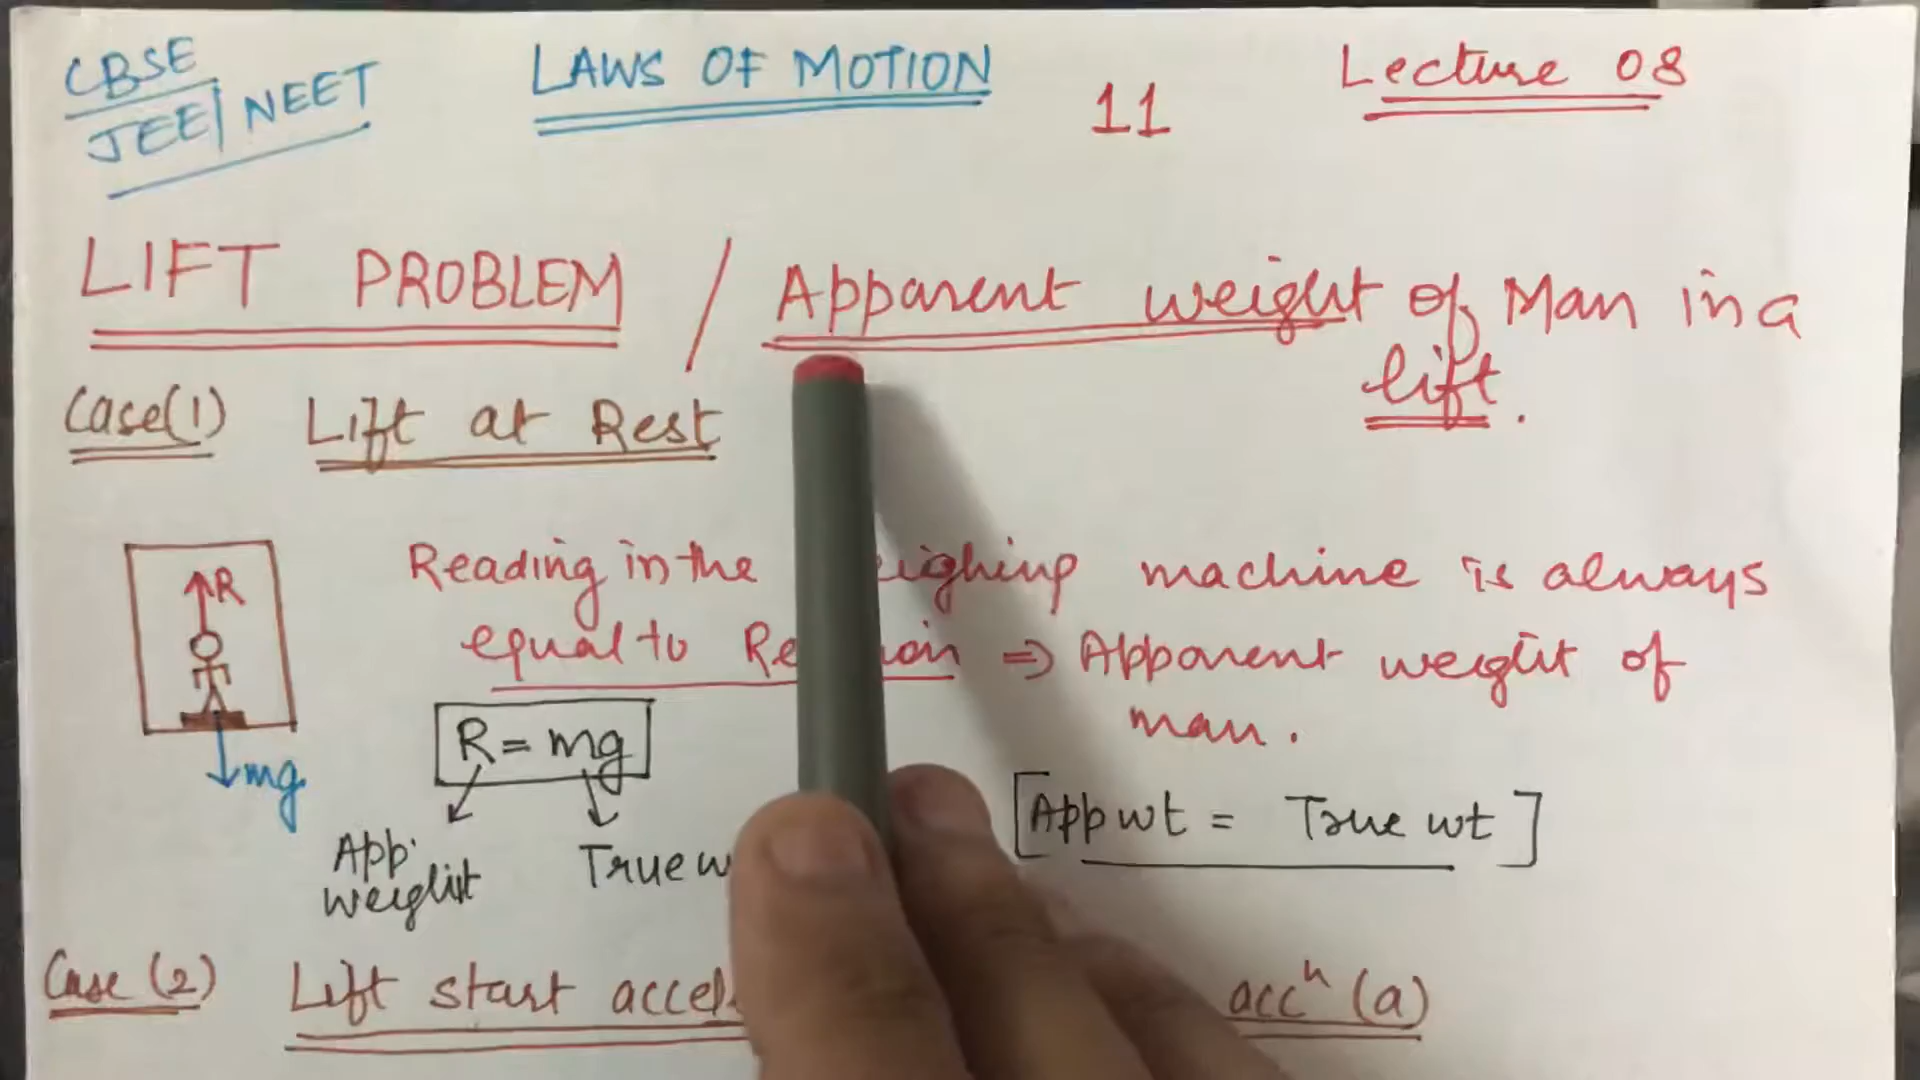 CBSE
JEE/NEET
LAWS OF MOTION
11
Lecture 08
LIFT PROBLEM / Apparent weight of Man in a
lift.
Case(1) Lift at Rest
R
mg
Reading in the machine is always
equal to => Apparent weight of
man.
R = mg
App. weight
True
[App wt = True wt]
Case (2) Lift start accⁿ (a)